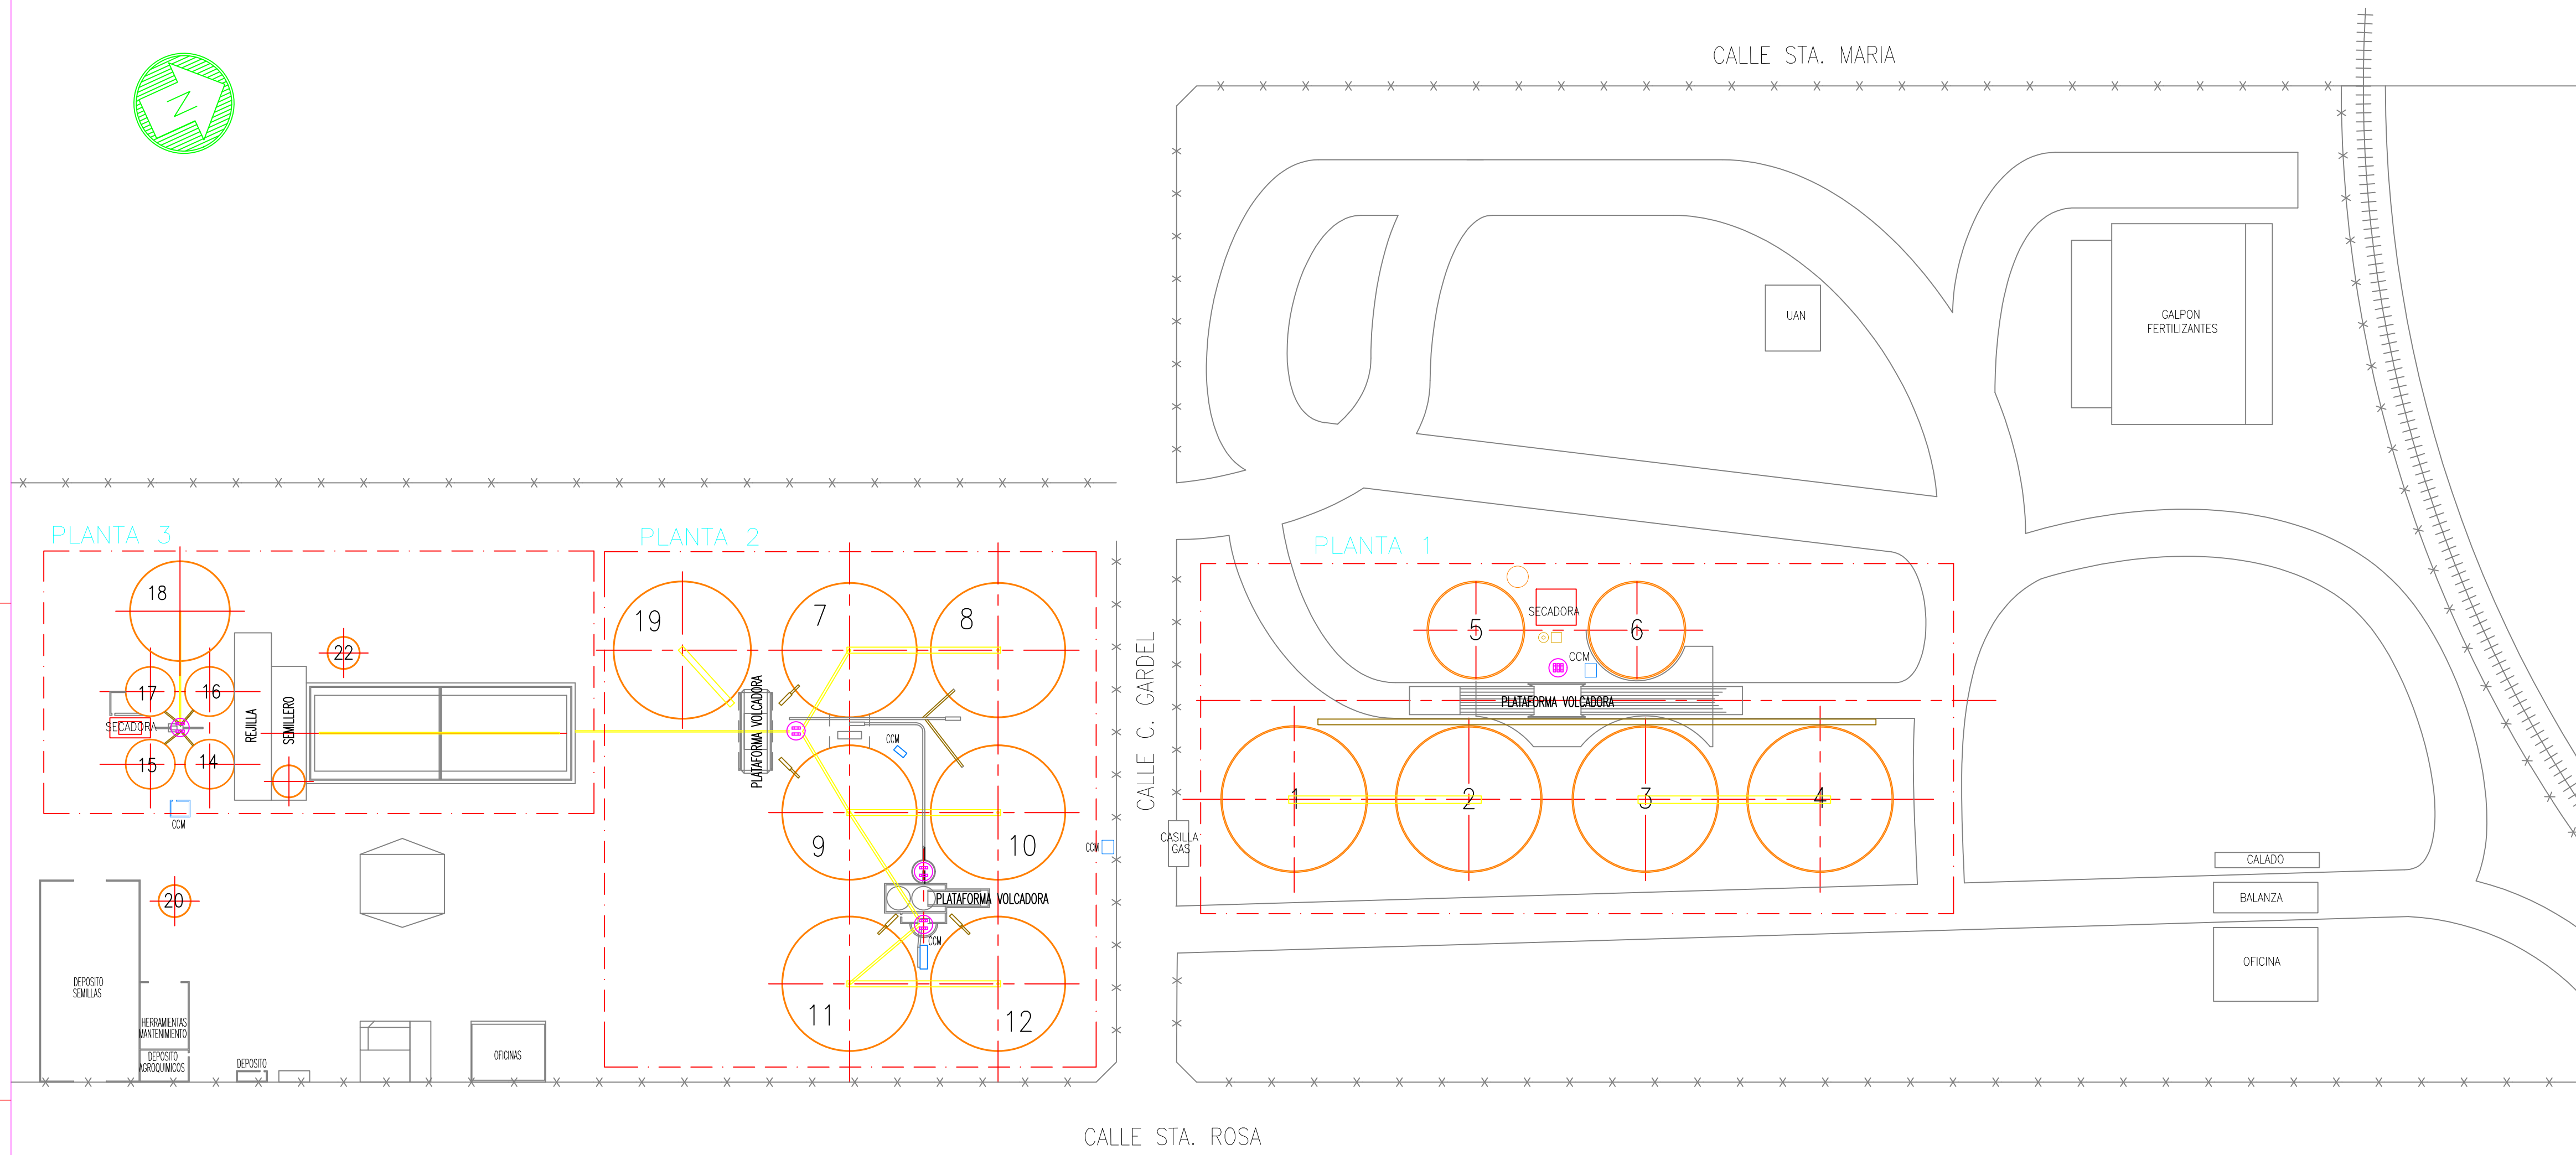 CALLE STA. MARIA
N
UAN
GALPON
FERTILIZANTES
PLANTA 3
PLANTA 2
PLANTA 1
18
19
7
8
5
SECADORA
6
22
CCM
17
16
REJILLA
SEMILLERO
PLATAFORMA VOLCADORA
PLATAFORMA VOLCADORA
SECADORA
CCM
CALLE C. GARDEL
15
14
1
2
3
4
CCM
9
10
CCM
CASILLA
GAS
CALADO
20
PLATAFORMA VOLCADORA
BALANZA
CCM
OFICINA
DEPOSITO
SEMILLAS
11
12
HERRAMIENTAS
MANTENIMIENTO
DEPOSITO
AGROQUIMICOS
DEPOSITO
OFICINAS
CALLE STA. ROSA